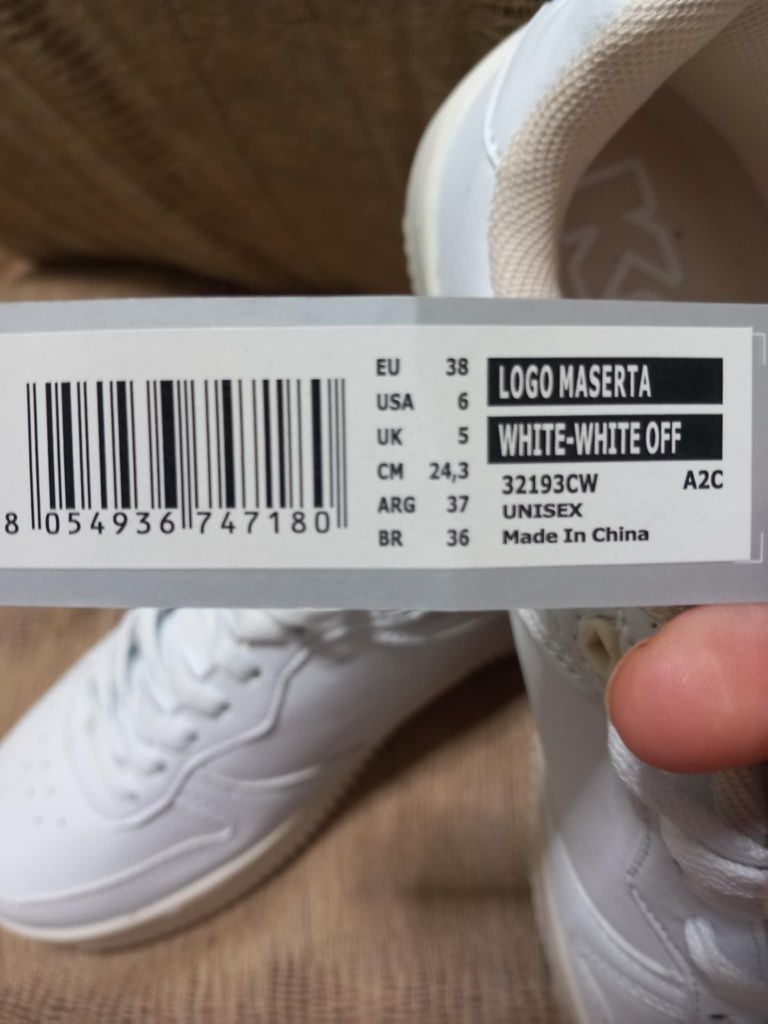 EU 38
USA 6
UK 5
CM 24,3
ARG 37
BR 36
LOGO MASERTA
WHITE-WHITE OFF
32193CW A2C
UNISEX
Made In China
8 054936 747180